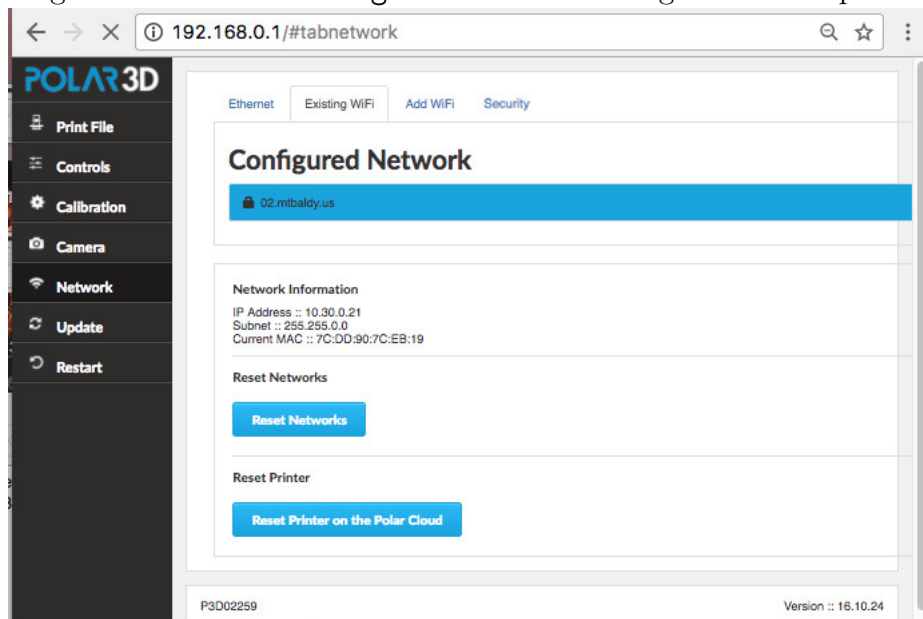 192.168.0.1/#tabnetwork
POLAR3D
Print File
Controls
Calibration
Camera
Network
Update
Restart
Ethernet Existing WiFi Add WiFi Security
Configured Network
02.mtbaldy.us
Network Information
IP Address :: 10.30.0.21
Subnet :: 255.255.0.0
Current MAC :: 7C:DD:90:7C:EB:19
Reset Networks
Reset Networks
Reset Printer
Reset Printer on the Polar Cloud
P3D02259 Version :: 16.10.24